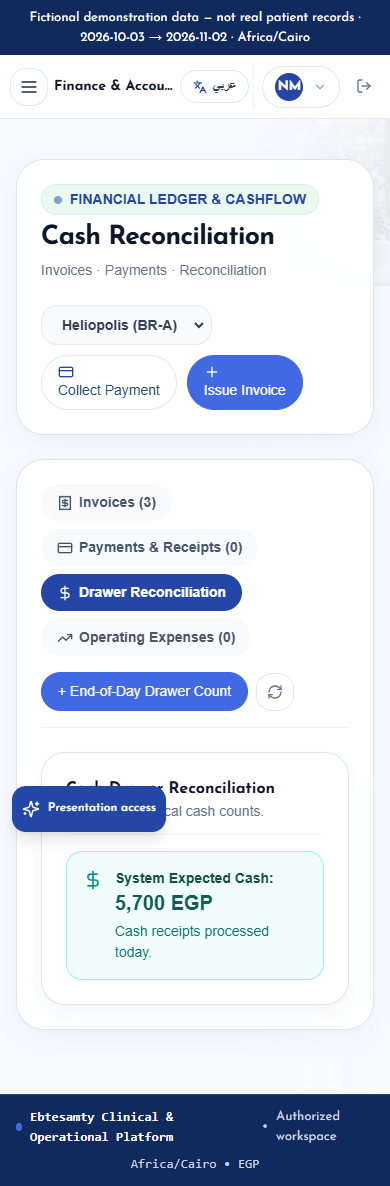 Fictional demonstration data — not real patient records ·
2026-10-03 → 2026-11-02 · Africa/Cairo
Finance & Accou...
عربي
NM
FINANCIAL LEDGER & CASHFLOW
Cash Reconciliation
Invoices · Payments · Reconciliation
Heliopolis (BR-A)
Collect Payment
Issue Invoice
Invoices (3)
Payments & Receipts (0)
Drawer Reconciliation
Operating Expenses (0)
+ End-of-Day Drawer Count
Cash Drawer Reconciliation
Presentation access
cal cash counts.
System Expected Cash:
5,700 EGP
Cash receipts processed
today.
Ebtesamty Clinical &
Operational Platform
• Authorized
workspace
Africa/Cairo • EGP